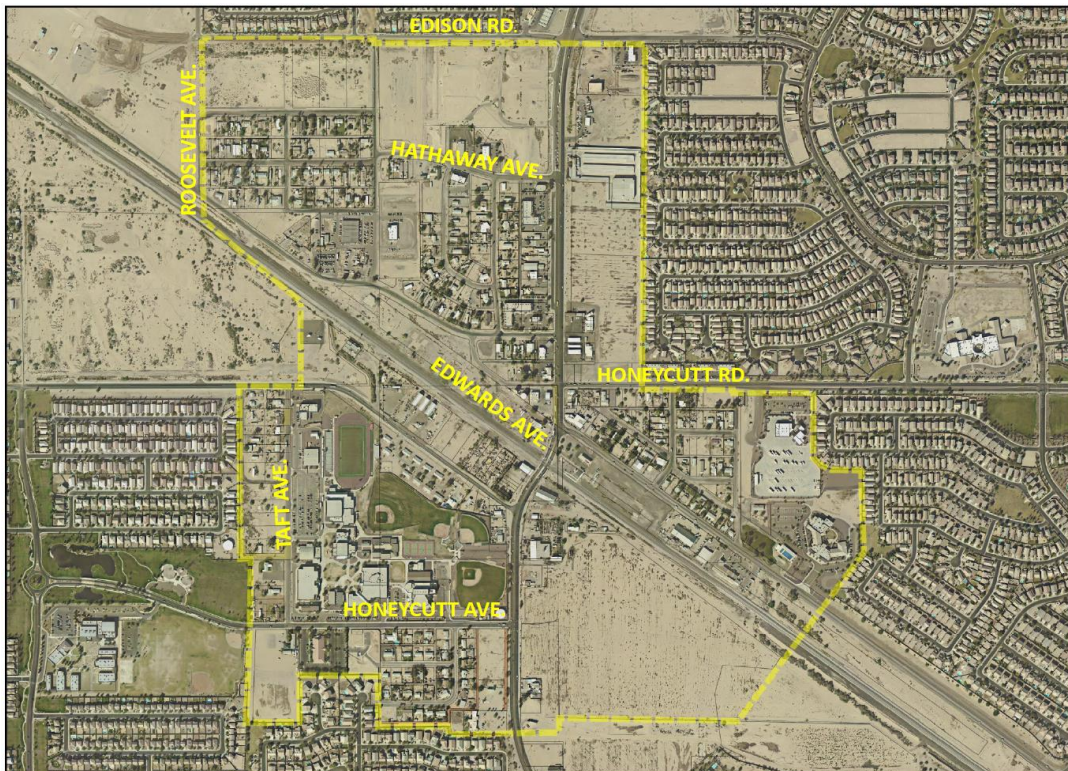 EDISON RD.
ROOSEVELT AVE.
HATHAWAY AVE.
HONEYCUTT RD.
EDWARDS AVE.
TAFT AVE.
HONEYCUTT AVE.